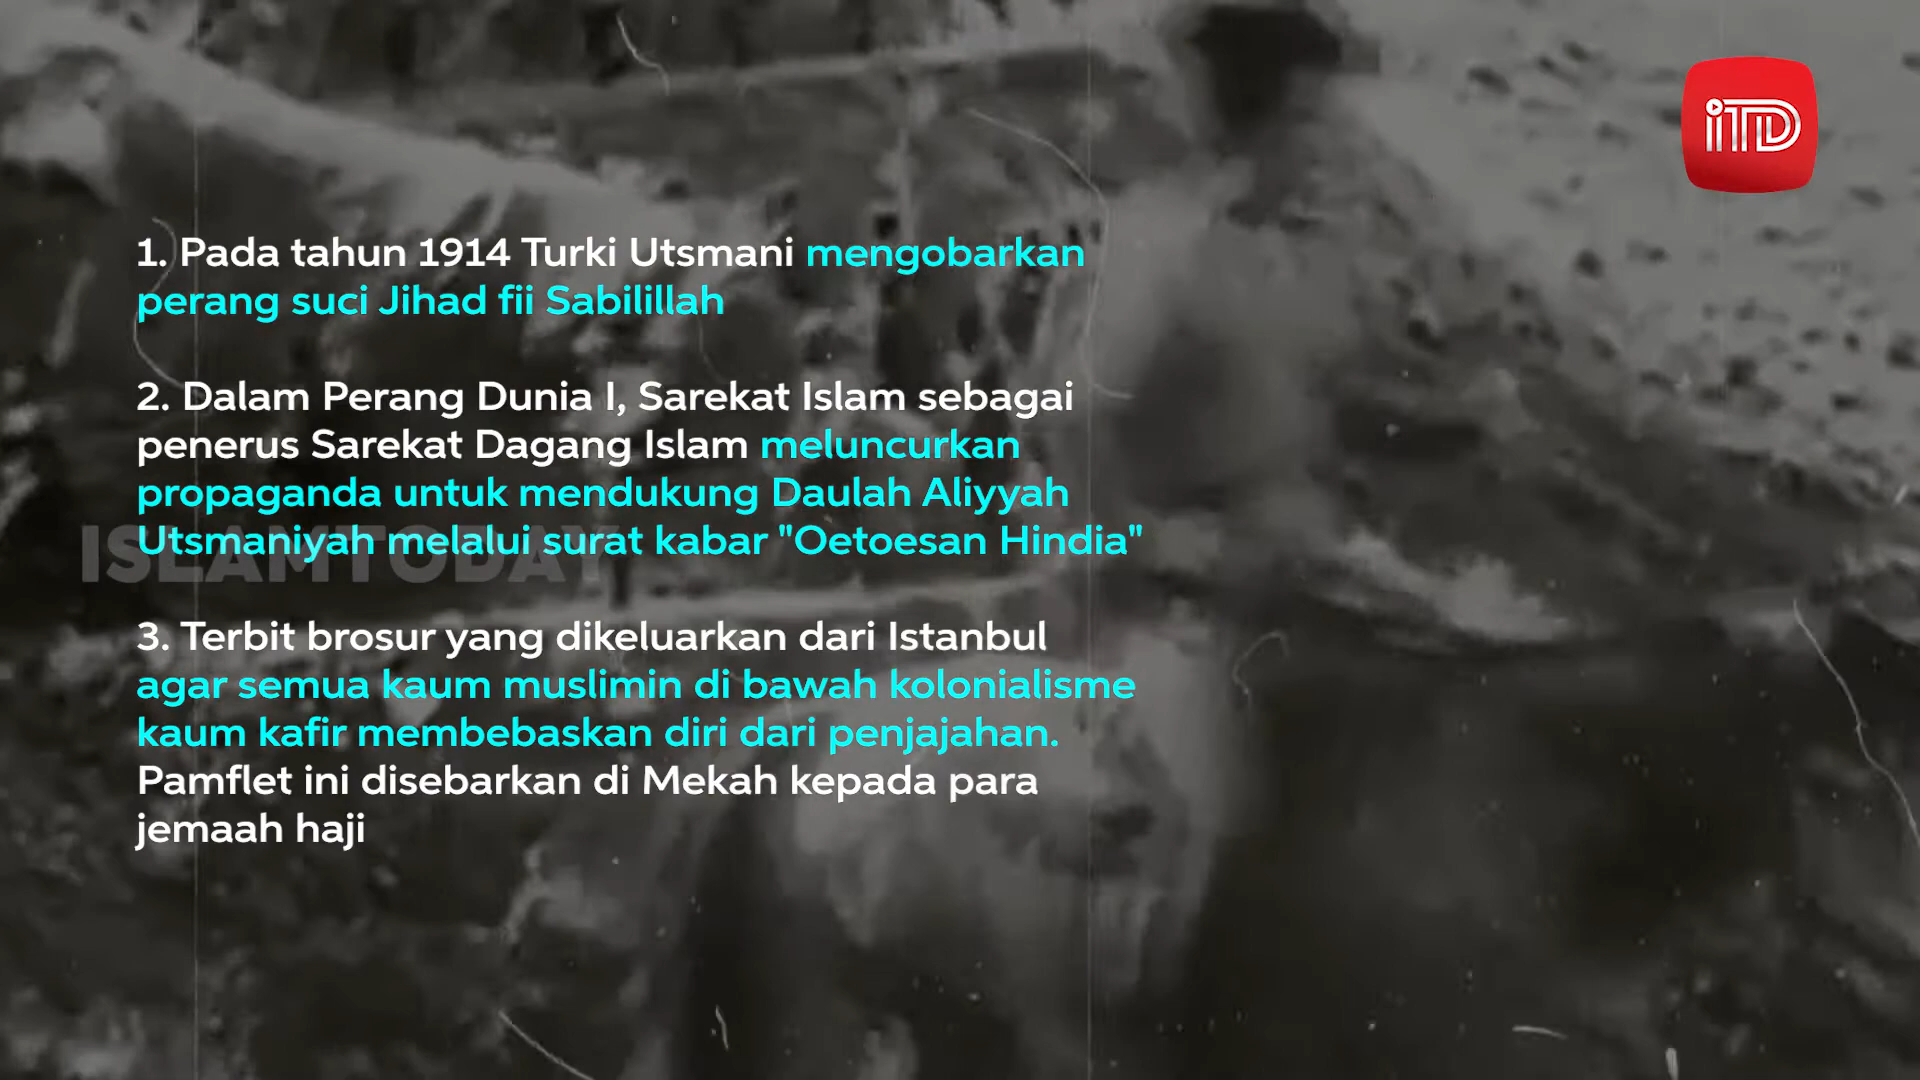 iTD
1. Pada tahun 1914 Turki Utsmani mengobarkan
perang suci Jihad fii Sabilillah
2. Dalam Perang Dunia I, Sarekat Islam sebagai
penerus Sarekat Dagang Islam meluncurkan
propaganda untuk mendukung Daulah Aliyyah
Utsmaniyah melalui surat kabar "Oetoesan Hindia"
ISLAMTODAY
3. Terbit brosur yang dikeluarkan dari Istanbul
agar semua kaum muslimin di bawah kolonialisme
kaum kafir membebaskan diri dari penjajahan.
Pamflet ini disebarkan di Mekah kepada para
jemaah haji